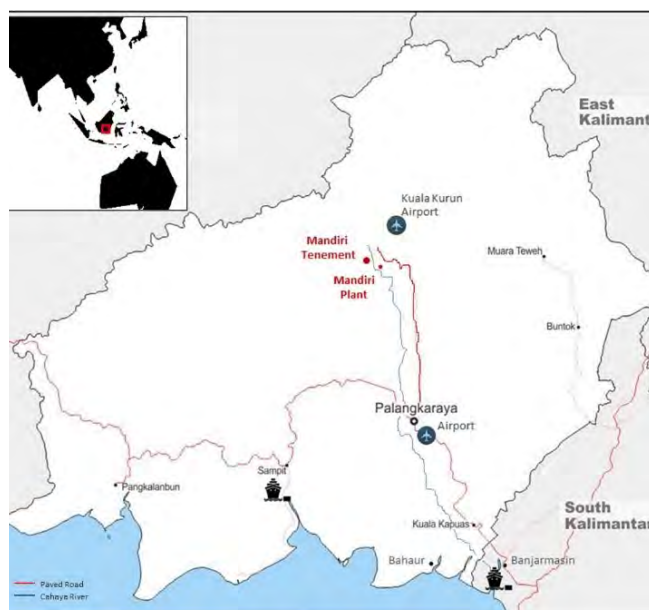 East
Kalimant
Kuala Kurun
Airport
Mandiri
Tenement
Mandiri
Plant
Muara Teweh
Buntok
Palangkaraya
Airport
Sampit
Pangkalanbun
Kuala Kapuas
South
Kalimantan
Bahaur
Banjarmasin
Paved Road
Cahaya River